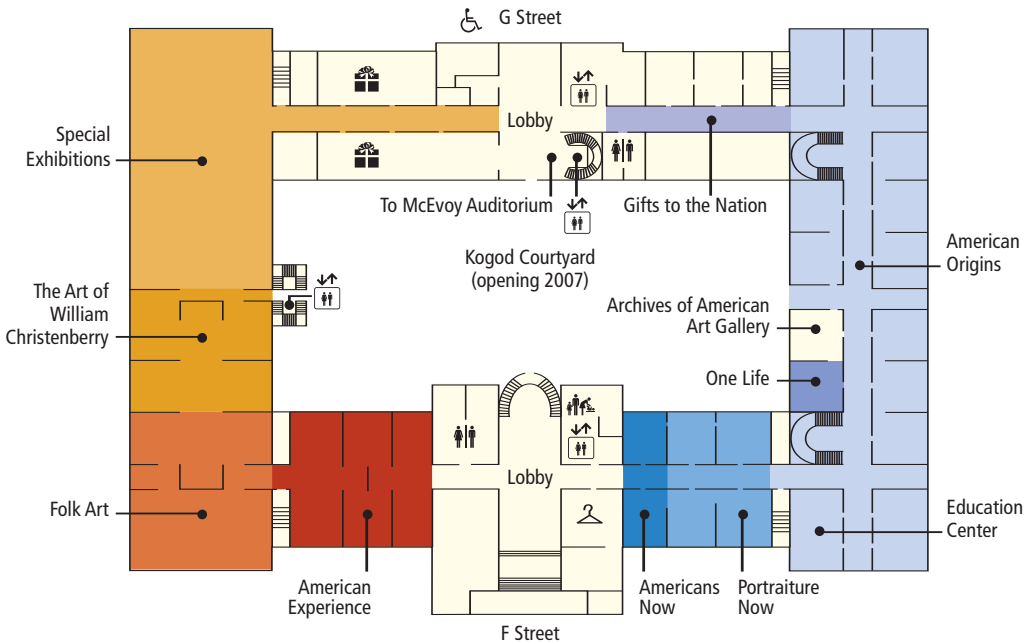 G Street
Lobby
Special
Exhibitions
To McEvoy Auditorium
Gifts to the Nation
Kogod Courtyard
(opening 2007)
American
Origins
The Art of
William
Christenberry
Archives of American
Art Gallery
One Life
Lobby
Folk Art
Education
Center
American
Experience
Americans
Now
Portraiture
Now
F Street